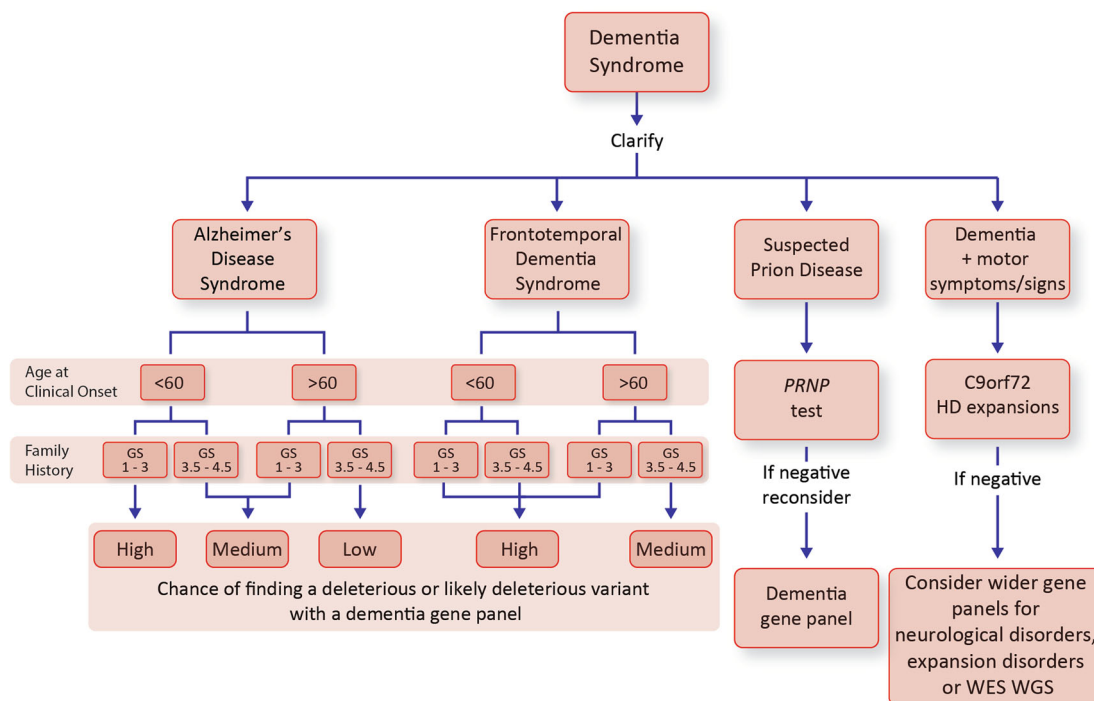 Dementia
Syndrome
Clarify
Alzheimer's
Disease
Syndrome
Frontotemporal
Dementia
Syndrome
Suspected
Prion Disease
Dementia
+ motor
symptoms/signs
Age at
Clinical Onset
<60
>60
<60
>60
PRNP
test
C9orf72
HD expansions
Family
History
GS
1 - 3
GS
3.5 - 4.5
GS
1 - 3
GS
3.5 - 4.5
GS
1 - 3
GS
3.5 - 4.5
GS
1 - 3
GS
3.5 - 4.5
If negative
reconsider
If negative
High
Medium
Low
High
Medium
Chance of finding a deleterious or likely deleterious variant
with a dementia gene panel
Dementia
gene panel
Consider wider gene
panels for
neurological disorders,
expansion disorders
or WES WGS